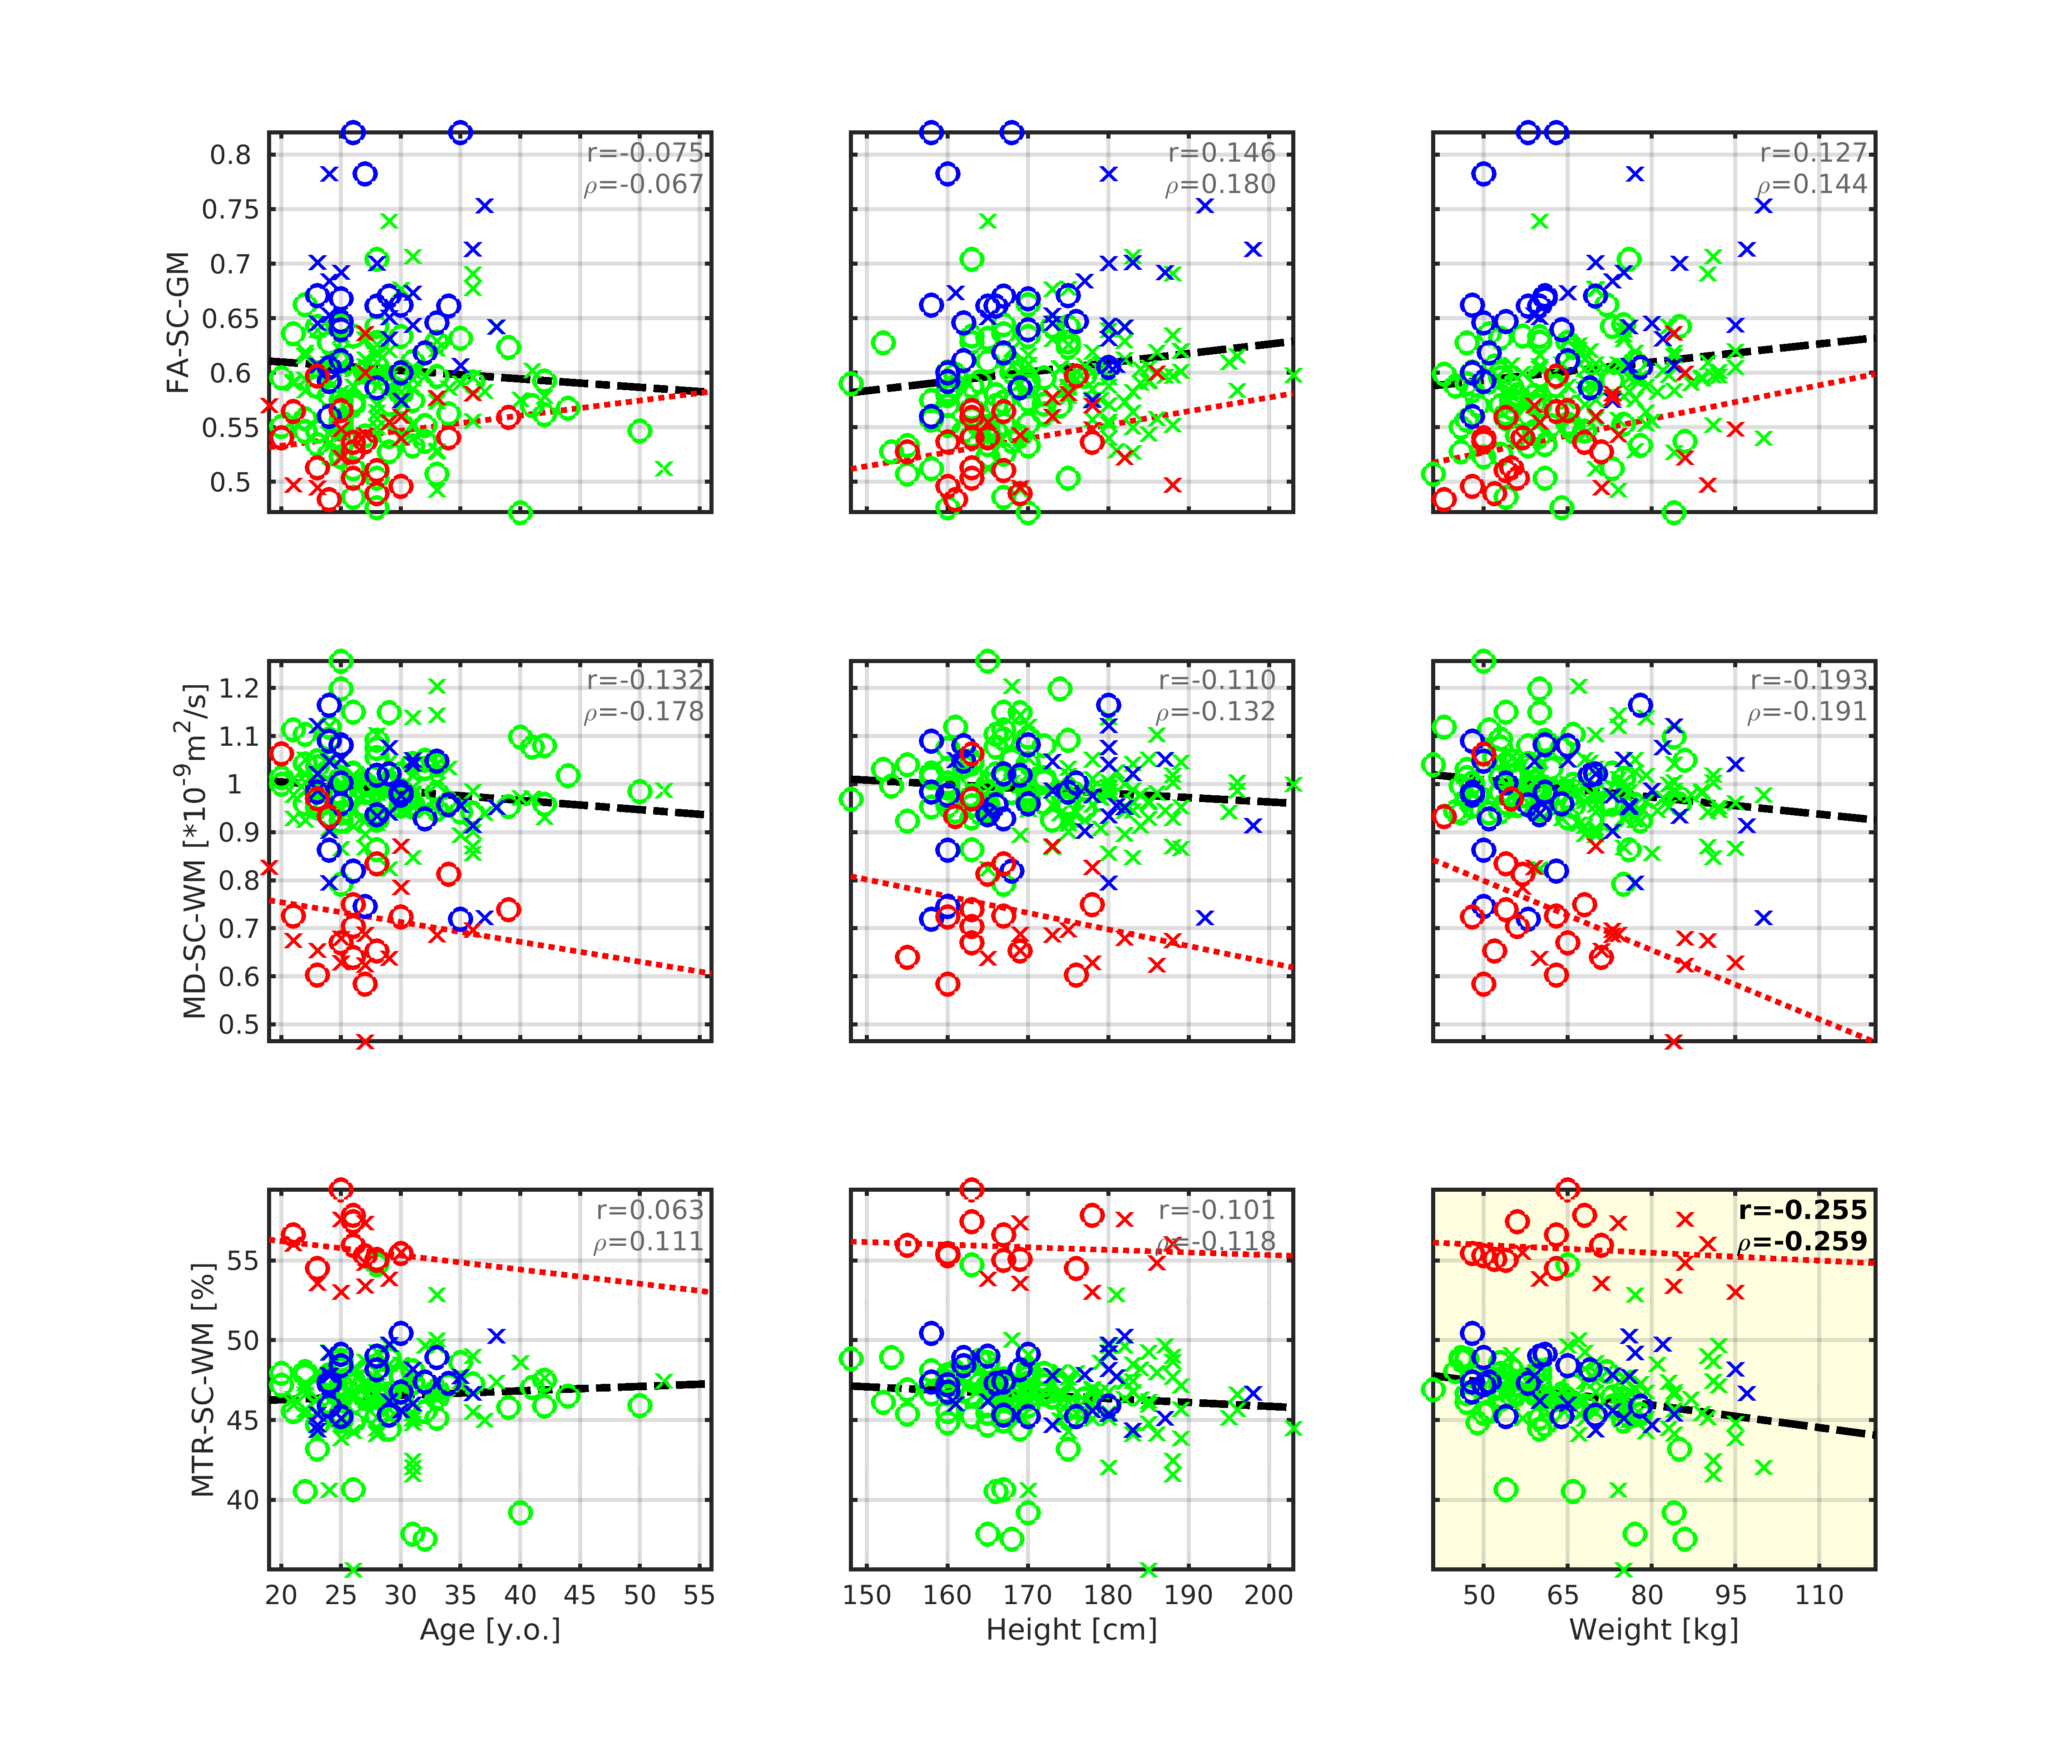 FA-SC-GM
0.8
0.75
0.7
0.65
0.6
0.55
0.5
r=-0.075
ρ=-0.067
r=0.146
ρ=0.180
r=0.127
ρ=0.144
MD-SC-WM [*10⁻⁹m²/s]
1.2
1.1
1
0.9
0.8
0.7
0.6
0.5
r=-0.132
ρ=-0.178
r=-0.110
ρ=-0.132
r=-0.193
ρ=-0.191
MTR-SC-WM [%]
55
50
45
40
r=0.063
ρ=0.111
r=-0.101
ρ=-0.118
r=-0.255
ρ=-0.259
20 25 30 35 40 45 50 55
Age [y.o.]
150 160 170 180 190 200
Height [cm]
50 65 80 95 110
Weight [kg]